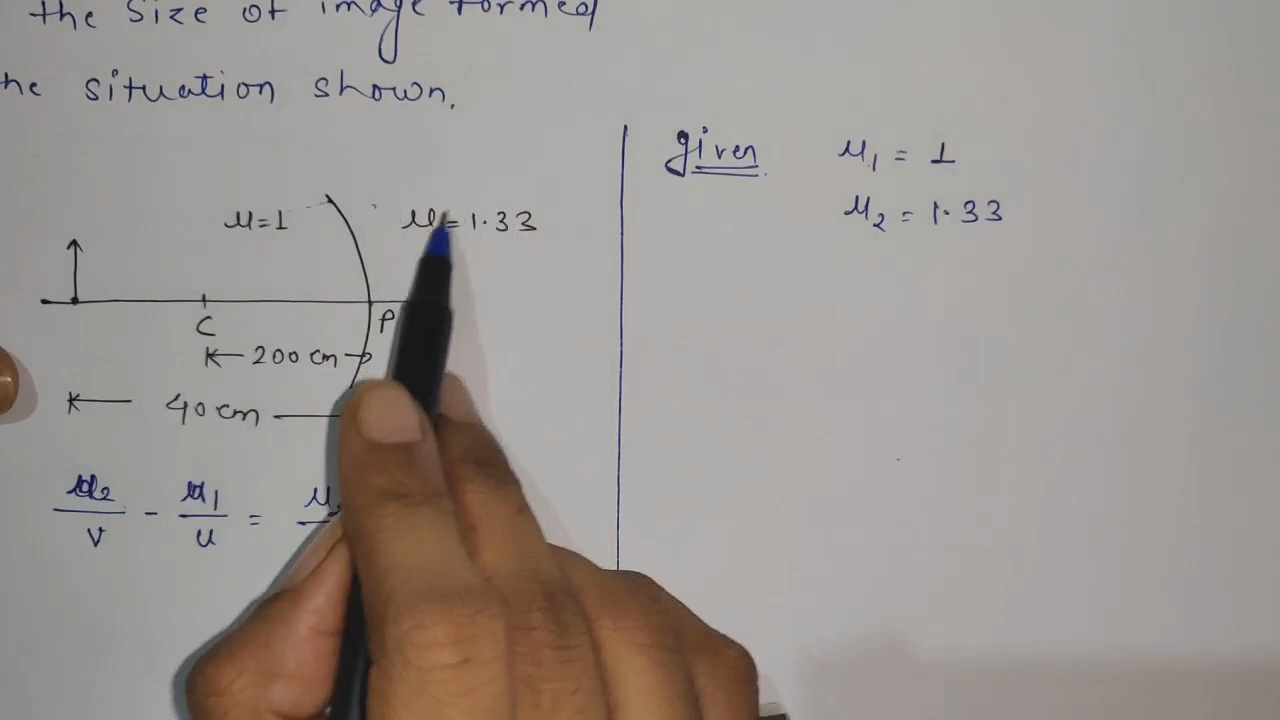 the size of image formed
he situation shown.
given μ1 = 1
μ2 = 1.33
μ=1 μ=1.33
C P
200 cm
40 cm
μ2/v - μ1/u = μ